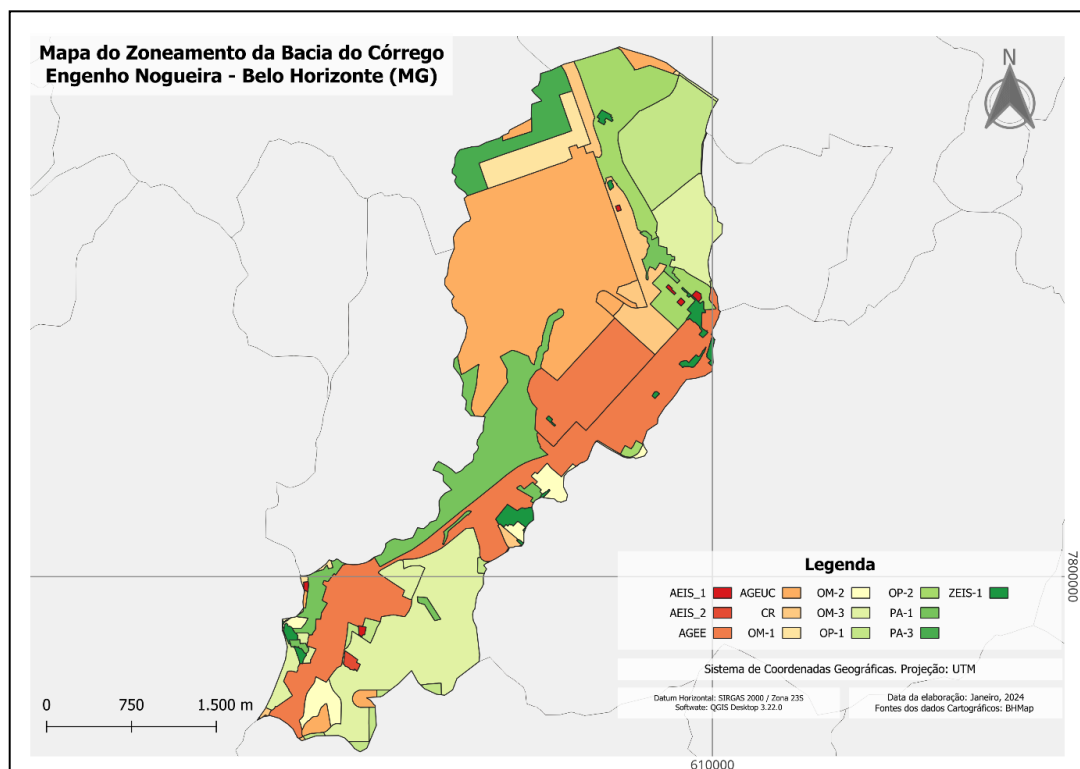 Mapa do Zoneamento da Bacia do Córrego
Engenho Nogueira - Belo Horizonte (MG)
N
7800000
Legenda
AEIS_1 AGEUC OM-2 OP-2 ZEIS-1
AEIS_2 CR OM-3 PA-1
AGEE OM-1 OP-1 PA-3
Sistema de Coordenadas Geográficas. Projeção: UTM
Datum Horizontal: SIRGAS 2000 / Zona 23S
Softwate: QGIS Desktop 3.22.0
Data da elaboração: Janeiro, 2024
Fontes dos dados Cartográficos: BHMap
0 750 1.500 m
610000